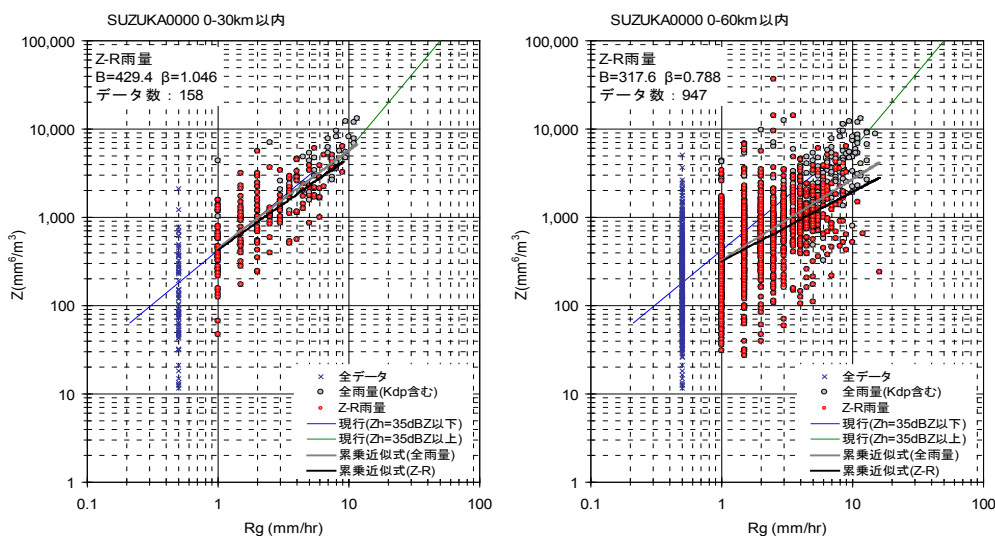 SUZUKA0000 0-30km以内
100,000
10,000
1,000
100
10
1
Z(mm⁶/m³)
Z-R雨量
B=429.4 β=1.046
データ数：158
全データ
全雨量(Kdp含む)
Z-R雨量
現行(Zh=35dBZ以下)
現行(Zh=35dBZ以上)
累乗近似式(全雨量)
累乗近似式(Z-R)
0.1 1 10 100
Rg (mm/hr)
SUZUKA0000 0-60km以内
100,000
10,000
1,000
100
10
1
Z(mm⁶/m³)
Z-R雨量
B=317.6 β=0.788
データ数：947
全データ
全雨量(Kdp含む)
Z-R雨量
現行(Zh=35dBZ以下)
現行(Zh=35dBZ以上)
累乗近似式(全雨量)
累乗近似式(Z-R)
0.1 1 10 100
Rg (mm/hr)